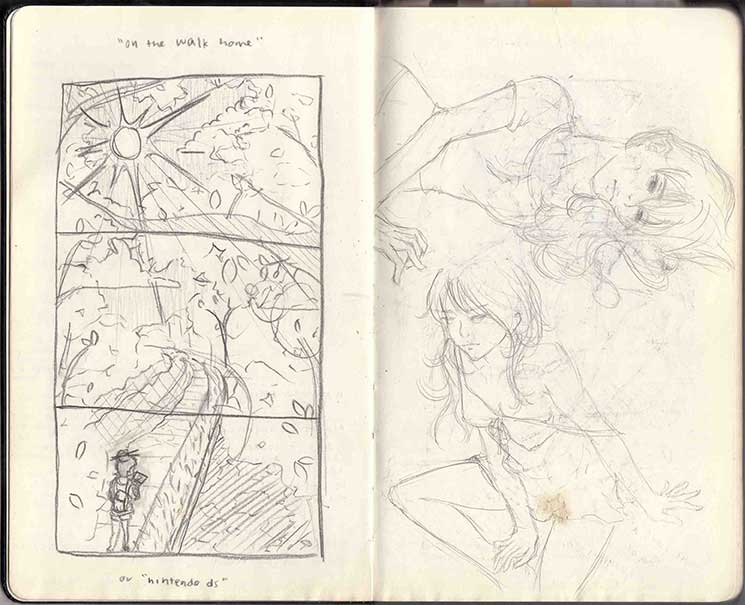 "on the walk home"
or "nintendo ds"